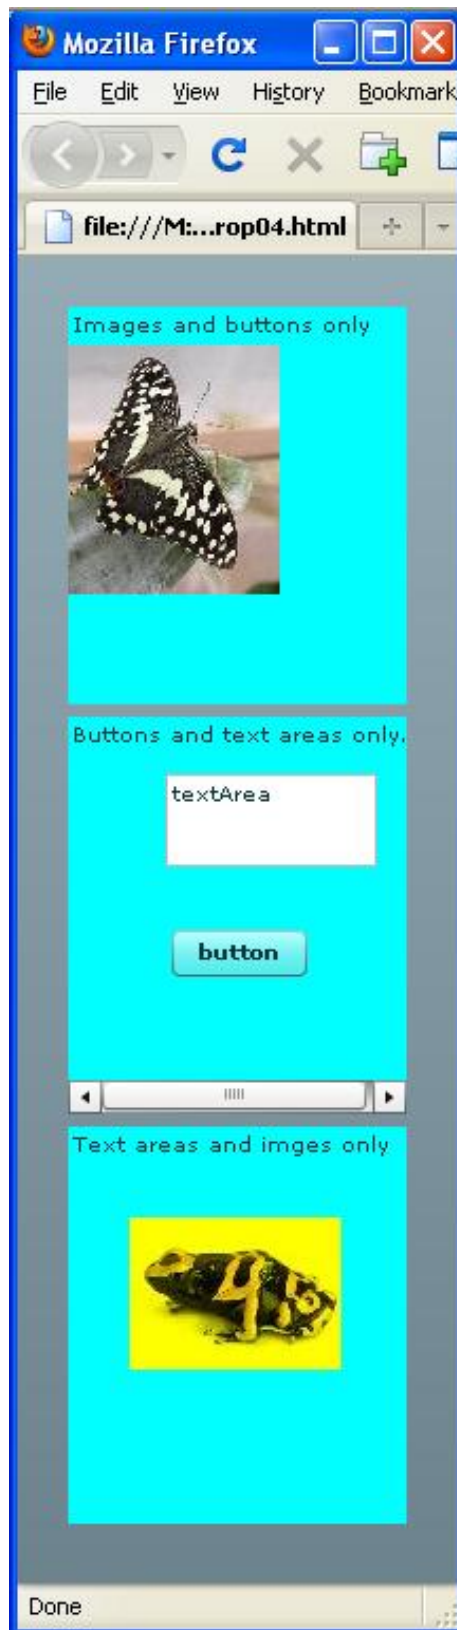 Mozilla Firefox
File Edit View History Bookmark
file:///M:...rop04.html
Images and buttons only
Buttons and text areas only.
textArea
button
Text areas and imges only
Done